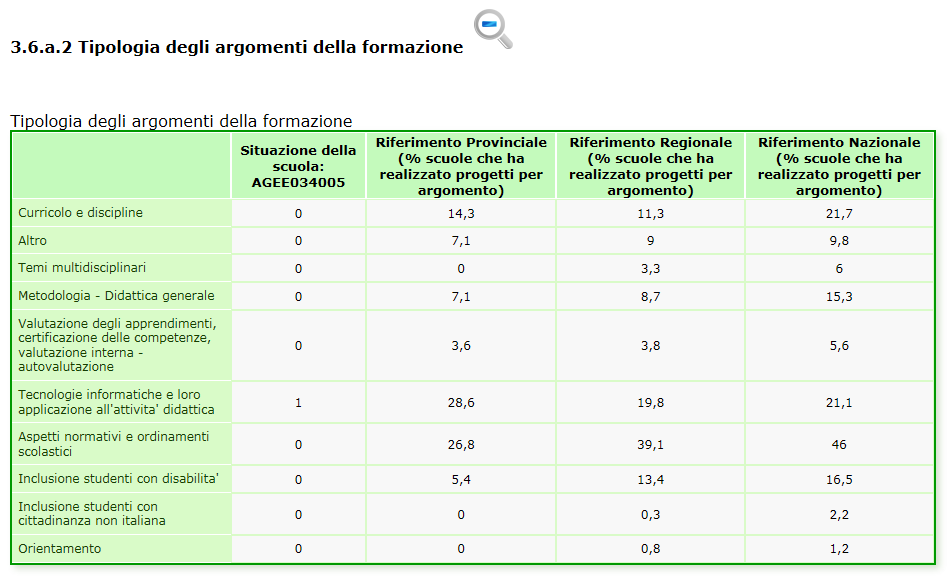 3.6.a.2 Tipologia degli argomenti della formazione
Tipologia degli argomenti della formazione
Situazione della
scuola:
AGEE034005
Riferimento Provinciale
(% scuole che ha
realizzato progetti per
argomento)
Riferimento Regionale
(% scuole che ha
realizzato progetti per
argomento)
Riferimento Nazionale
(% scuole che ha
realizzato progetti per
argomento)
Curricolo e discipline 0 14,3 11,3 21,7
Altro 0 7,1 9 9,8
Temi multidisciplinari 0 0 3,3 6
Metodologia - Didattica generale 0 7,1 8,7 15,3
Valutazione degli apprendimenti,
certificazione delle competenze,
valutazione interna -
autovalutazione
0 3,6 3,8 5,6
Tecnologie informatiche e loro
applicazione all'attivita' didattica
1 28,6 19,8 21,1
Aspetti normativi e ordinamenti
scolastici
0 26,8 39,1 46
Inclusione studenti con disabilita' 0 5,4 13,4 16,5
Inclusione studenti con
cittadinanza non italiana
0 0 0,3 2,2
Orientamento 0 0 0,8 1,2